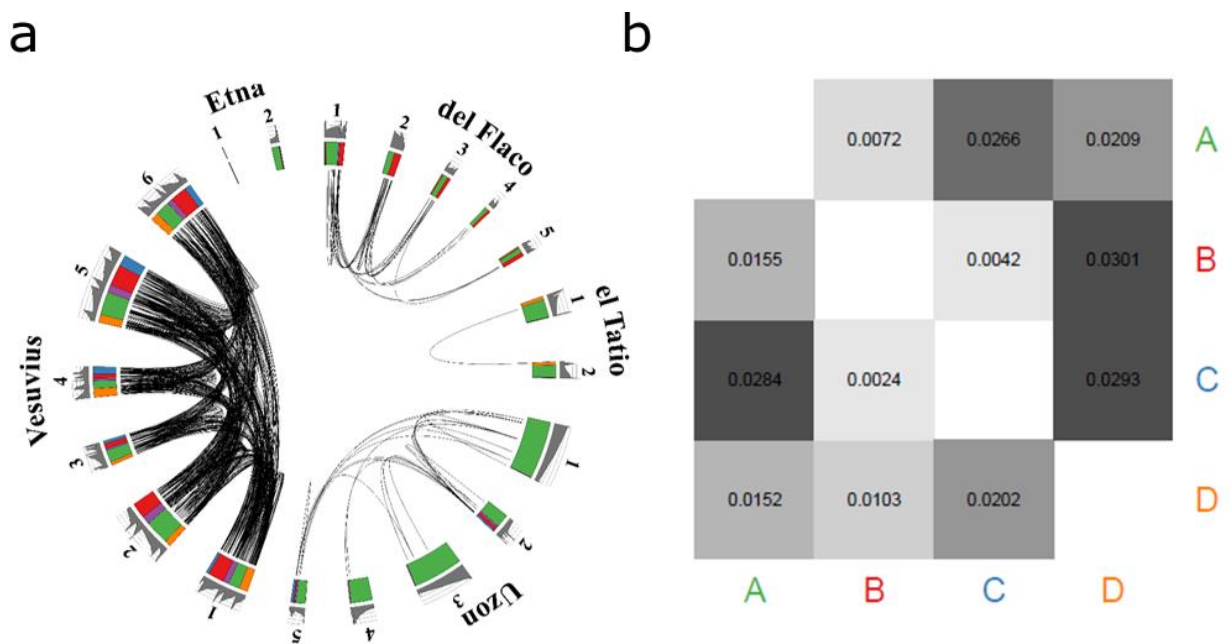 a
b
Etna
1
2
del Flaco
1
2
3
4
5
el Tatio
1
2
Uzon
1
2
3
4
5
Vesuvius
1
2
3
4
5
6
0.0072 0.0266 0.0209 A
0.0155 0.0042 0.0301 B
0.0284 0.0024 0.0293 C
0.0152 0.0103 0.0202 D
A B C D